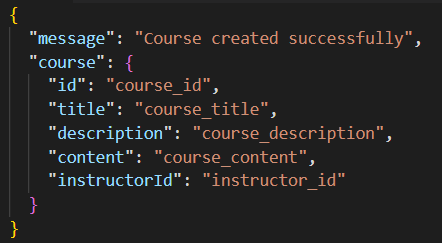 {
  "message": "Course created successfully",
  "course": {
    "id": "course_id",
    "title": "course_title",
    "description": "course_description",
    "content": "course_content",
    "instructorId": "instructor_id"
  }
}